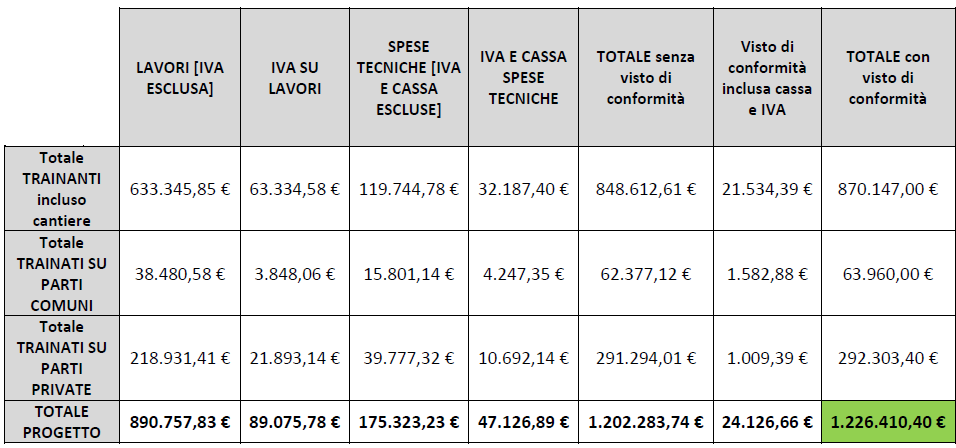 LAVORI [IVA ESCLUSA]
IVA SU LAVORI
SPESE TECNICHE [IVA E CASSA ESCLUSE]
IVA E CASSA SPESE TECNICHE
TOTALE senza visto di conformità
Visto di conformità inclusa cassa e IVA
TOTALE con visto di conformità
Totale TRAINANTI incluso cantiere
633.345,85 € 63.334,58 € 119.744,78 € 32.187,40 € 848.612,61 € 21.534,39 € 870.147,00 €
Totale TRAINATI SU PARTI COMUNI
38.480,58 € 3.848,06 € 15.801,14 € 4.247,35 € 62.377,12 € 1.582,88 € 63.960,00 €
Totale TRAINATI SU PARTI PRIVATE
218.931,41 € 21.893,14 € 39.777,32 € 10.692,14 € 291.294,01 € 1.009,39 € 292.303,40 €
TOTALE PROGETTO
890.757,83 € 89.075,78 € 175.323,23 € 47.126,89 € 1.202.283,74 € 24.126,66 € 1.226.410,40 €